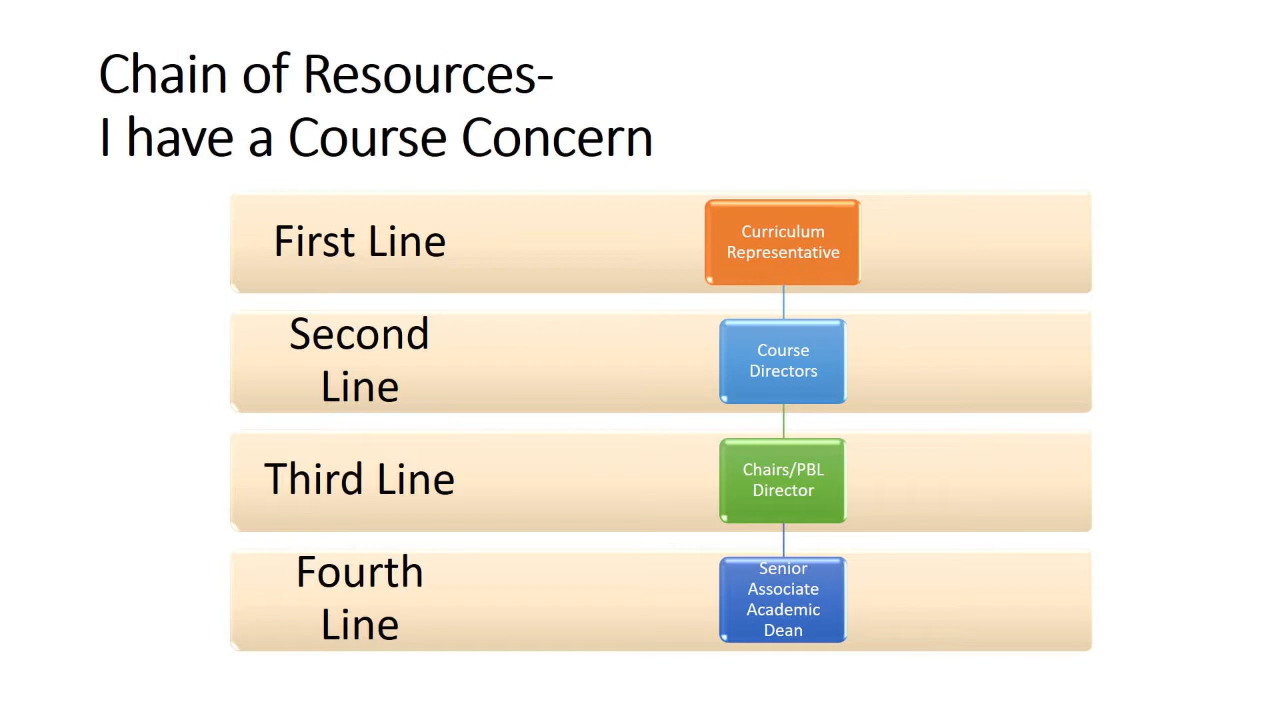 Chain of Resources-
I have a Course Concern
First Line
Curriculum
Representative
Second
Line
Course
Directors
Third Line
Chairs/PBL
Director
Fourth
Line
Senior
Associate
Academic
Dean